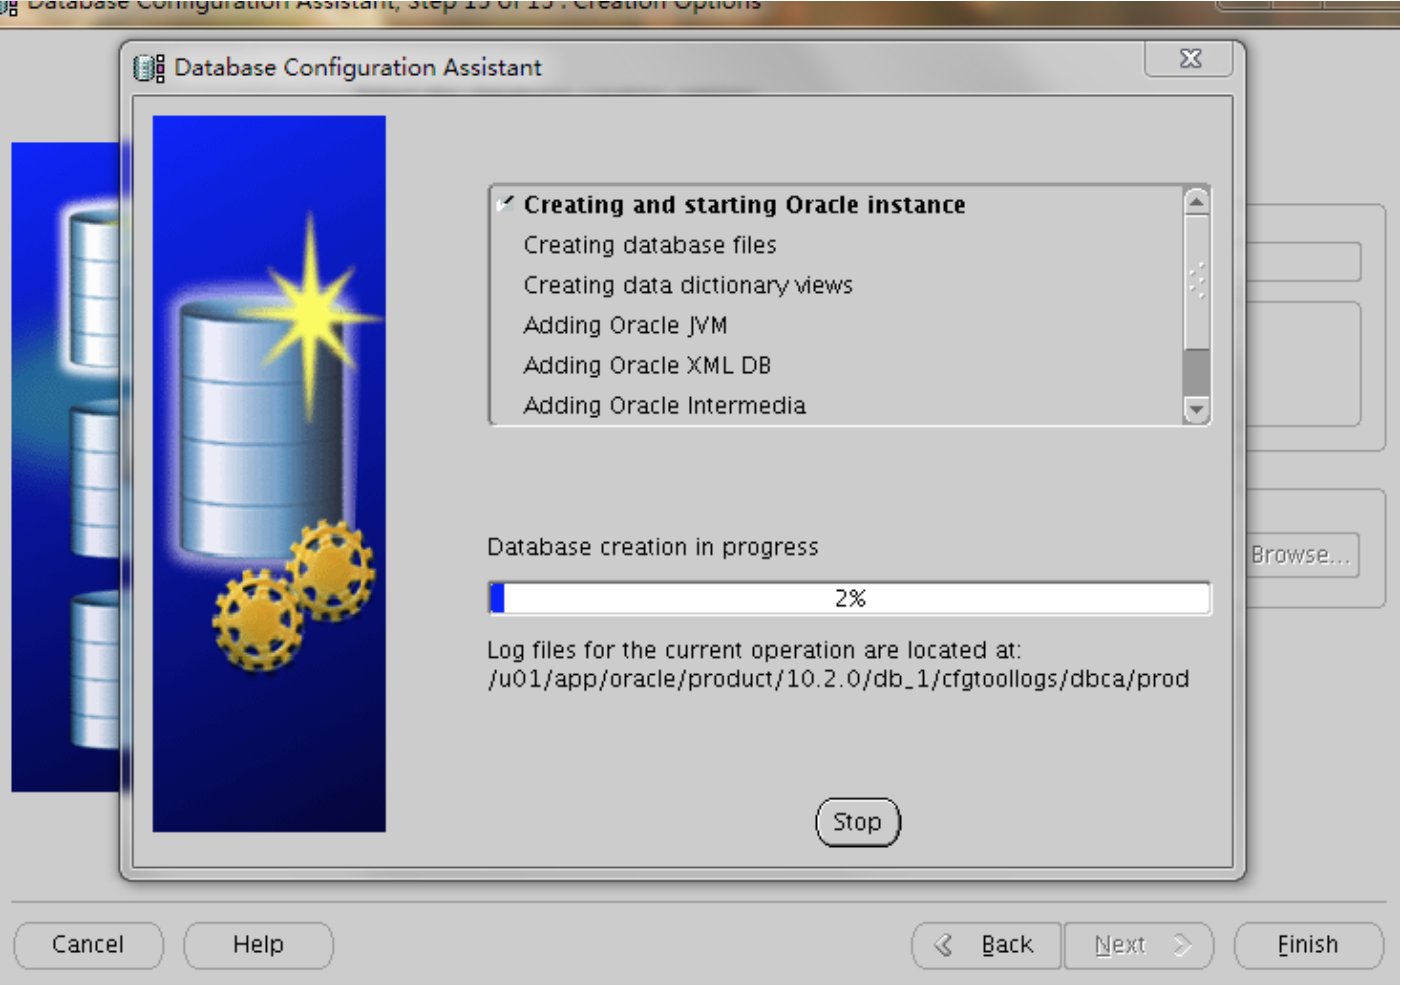 Database Configuration Assistant, Step 13 of 13 : Creation Options
Database Configuration Assistant
Creating and starting Oracle instance
Creating database files
Creating data dictionary views
Adding Oracle JVM
Adding Oracle XML DB
Adding Oracle Intermedia
Database creation in progress
2%
Log files for the current operation are located at:
/u01/app/oracle/product/10.2.0/db_1/cfgtoollogs/dbca/prod
Browse...
Stop
Cancel
Help
Back
Next
Finish